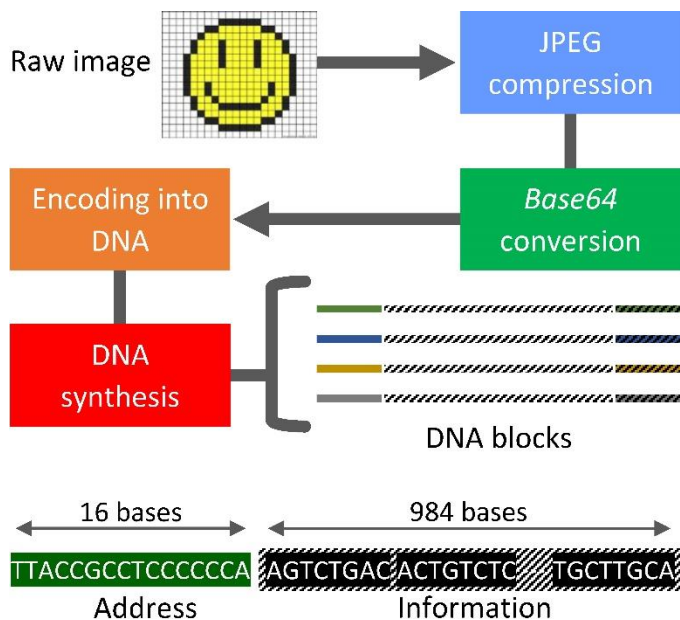 Raw image
JPEG
compression
Encoding into
DNA
Base64
conversion
DNA
synthesis
DNA blocks
16 bases
984 bases
TTACCGCCTCCCCCCA
AGTCTGAC ACTGTCTC TGCTTGCA
Address
Information